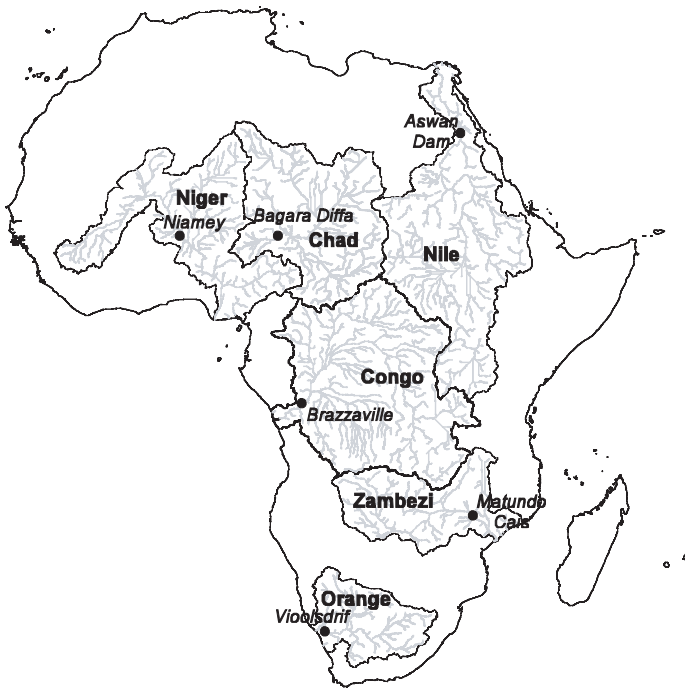 Aswan
Dam
Niger
Niamey
Bagara Diffa
Chad
Nile
Congo
Brazzaville
Zambezi
Matundo
Cais
Orange
Vioolsdrif